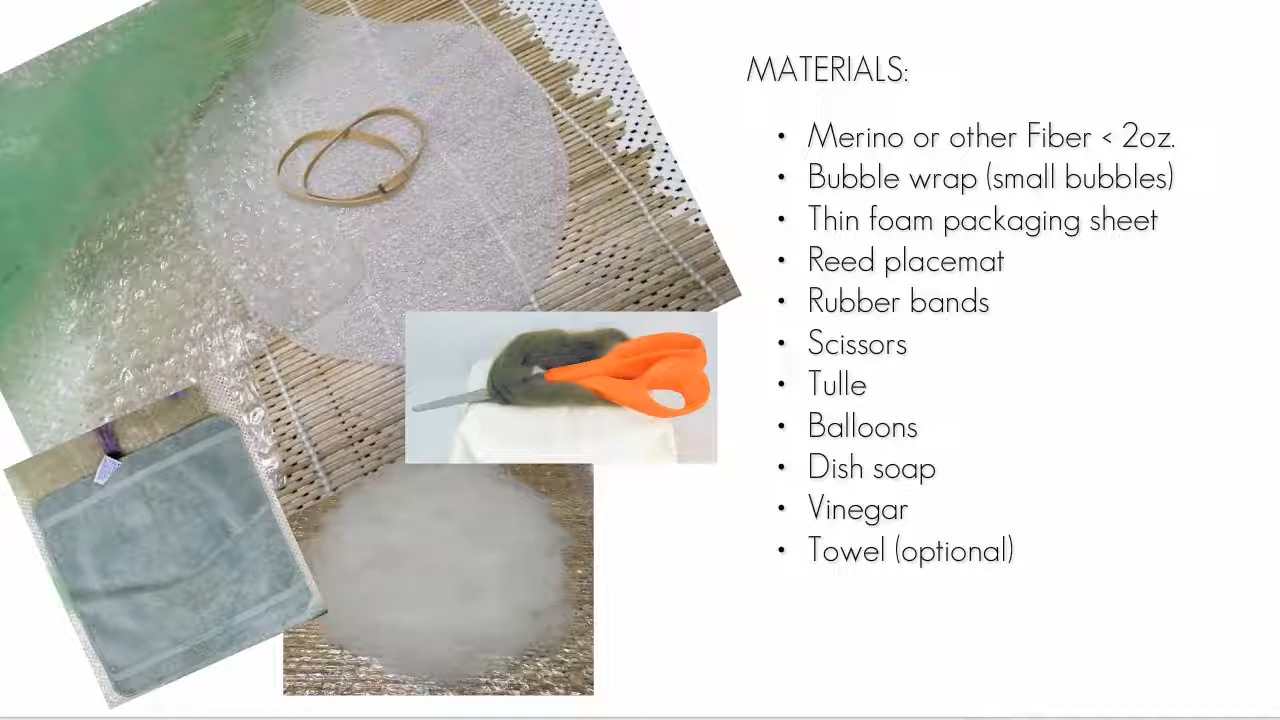 MATERIALS:
• Merino or other Fiber < 2oz.
• Bubble wrap (small bubbles)
• Thin foam packaging sheet
• Reed placemat
• Rubber bands
• Scissors
• Tulle
• Balloons
• Dish soap
• Vinegar
• Towel (optional)